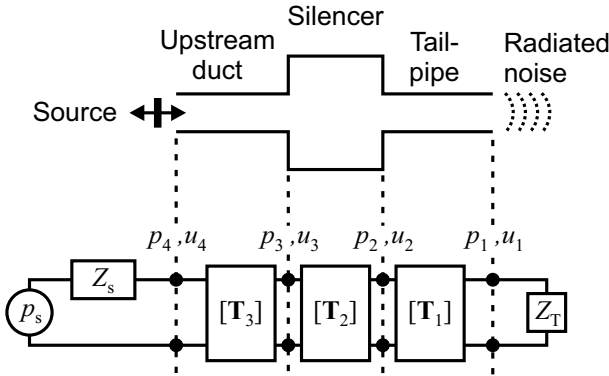 Silencer
Upstream
duct
Tail-
pipe
Radiated
noise
Source
p₄ ,u₄
p₃ ,u₃
p₂ ,u₂
p₁ ,u₁
Zₛ
pₛ
[T₃]
[T₂]
[T₁]
Z_T